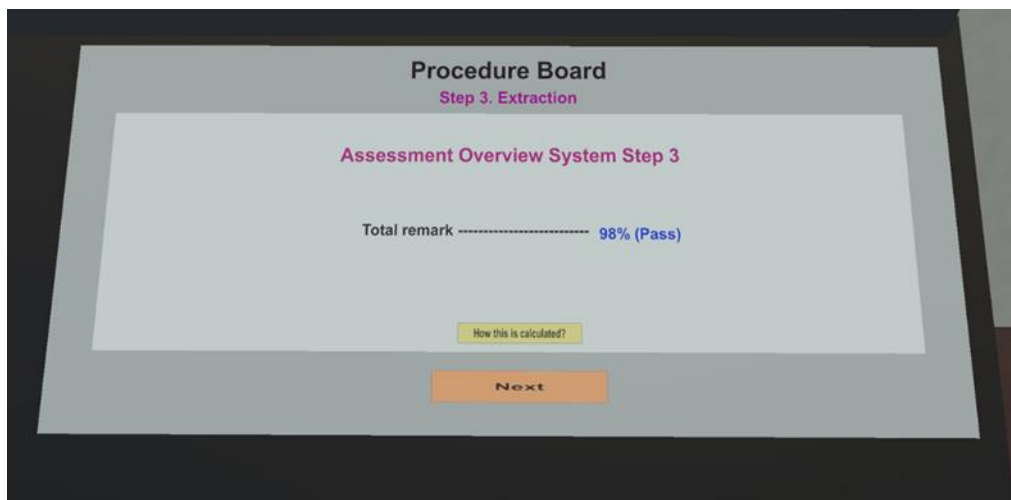 Procedure Board
Step 3. Extraction
Assessment Overview System Step 3
Total remark -------------------------- 98% (Pass)
How this is calculated?
Next